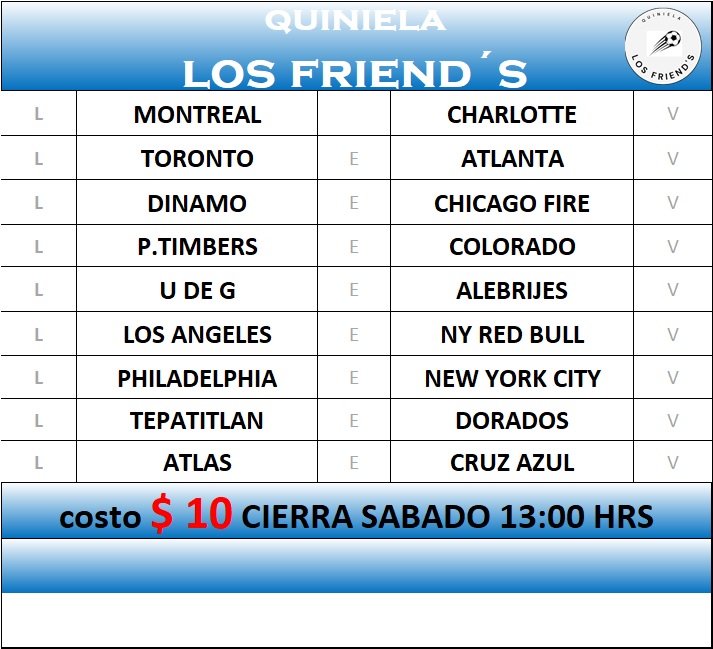 QUINIELA
LOS FRIEND´S
QUINIELA
LOS FRIEND'S
L MONTREAL CHARLOTTE V
L TORONTO E ATLANTA V
L DINAMO E CHICAGO FIRE V
L P.TIMBERS E COLORADO V
L U DE G E ALEBRIJES V
L LOS ANGELES E NY RED BULL V
L PHILADELPHIA E NEW YORK CITY V
L TEPATITLAN E DORADOS V
L ATLAS E CRUZ AZUL V
costo $ 10 CIERRA SABADO 13:00 HRS